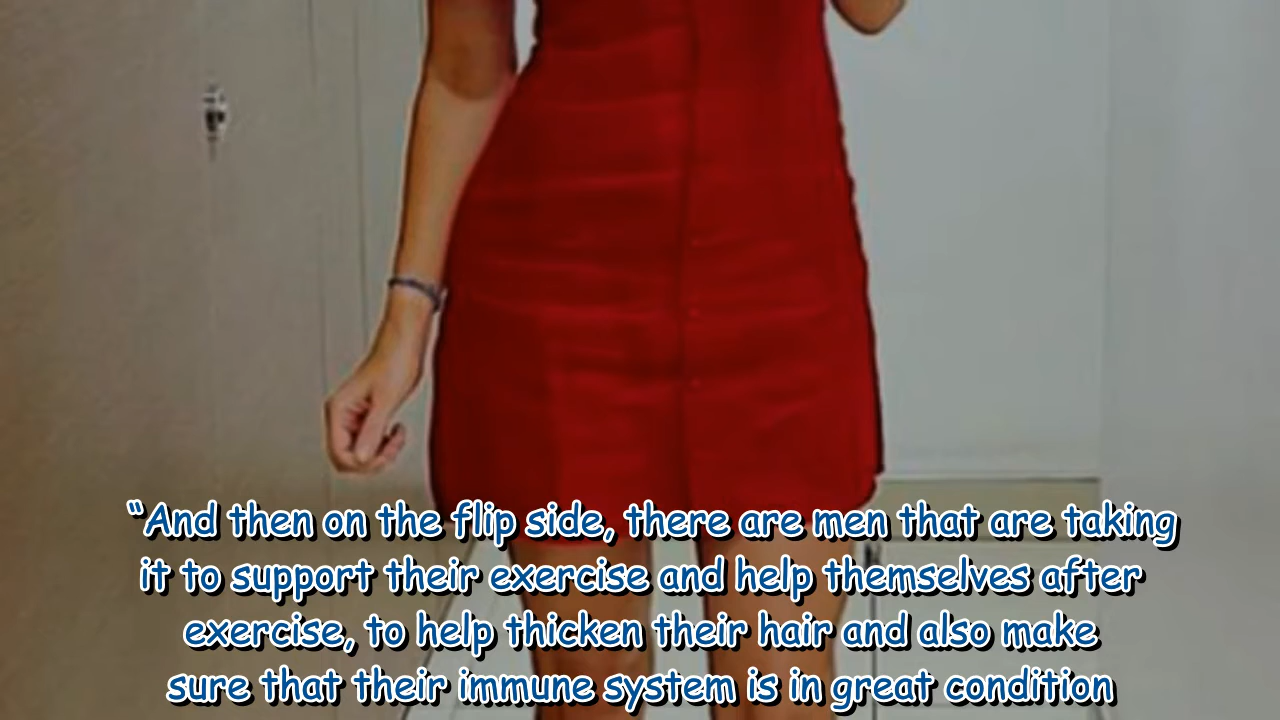 “And then on the flip side, there are men that are taking
it to support their exercise and help themselves after
exercise, to help thicken their hair and also make
sure that their immune system is in great condition